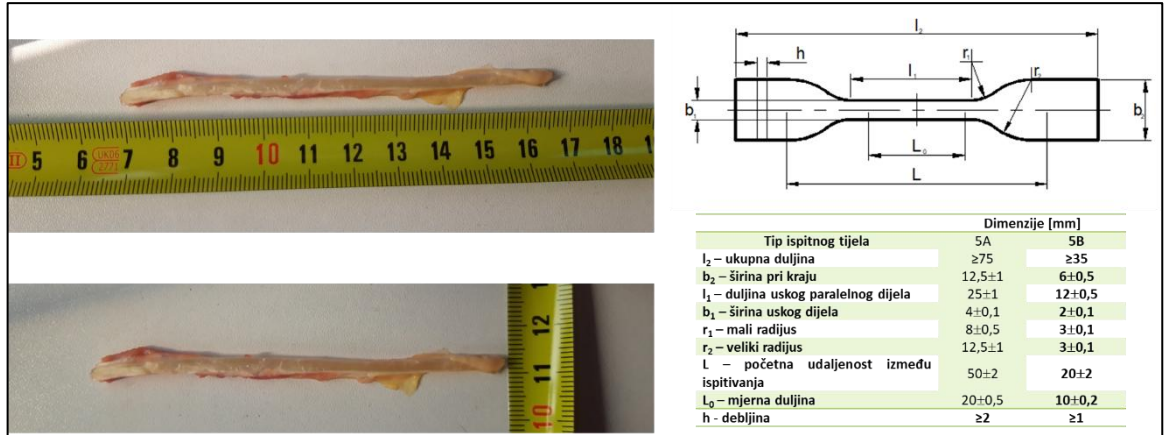 II 5 6 UK06 7 8 9 10 11 12 13 14 15 16 17 18
277
10 11 12
l₂
h
r₁
l₁
r₂
b₁
b₂
L₀
L
Dimenzije [mm]
Tip ispitnog tijela 5A 5B
l₂ – ukupna duljina ≥75 ≥35
b₂ – širina pri kraju 12,5±1 6±0,5
l₁ – duljina uskog paralelnog dijela 25±1 12±0,5
b₁ – širina uskog dijela 4±0,1 2±0,1
r₁ – mali radijus 8±0,5 3±0,1
r₂ – veliki radijus 12,5±1 3±0,1
L – početna udaljenost između
ispitivanja 50±2 20±2
L₀ – mjerna duljina 20±0,5 10±0,2
h - debljina ≥2 ≥1